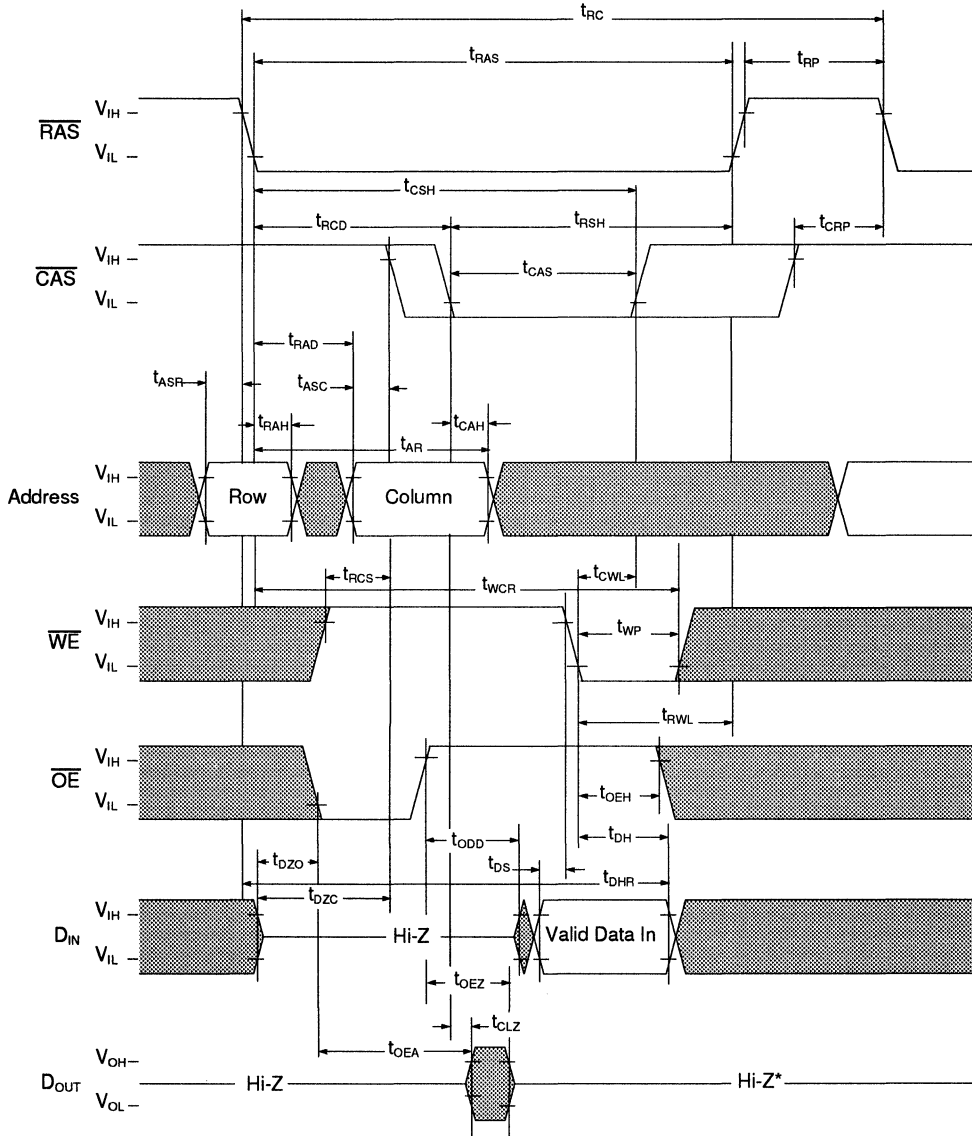 tRC
tRAS
tRP
RAS
VIH
VIL
tCSH
tRCD
tRSH
tCRP
CAS
VIH
VIL
tCAS
tRAD
tASR
tASC
tRAH
tCAH
tAR
Address
VIH
VIL
Row
Column
tRCS
tCWL
tWCR
WE
VIH
VIL
tWP
tRWL
OE
VIH
VIL
tOEH
tODD
tDH
tDZO
tDS
tDHR
tDZC
DIN
VIH
VIL
Hi-Z
Valid Data In
tOEZ
tCLZ
tOEA
DOUT
VOH
VOL
Hi-Z
Hi-Z*